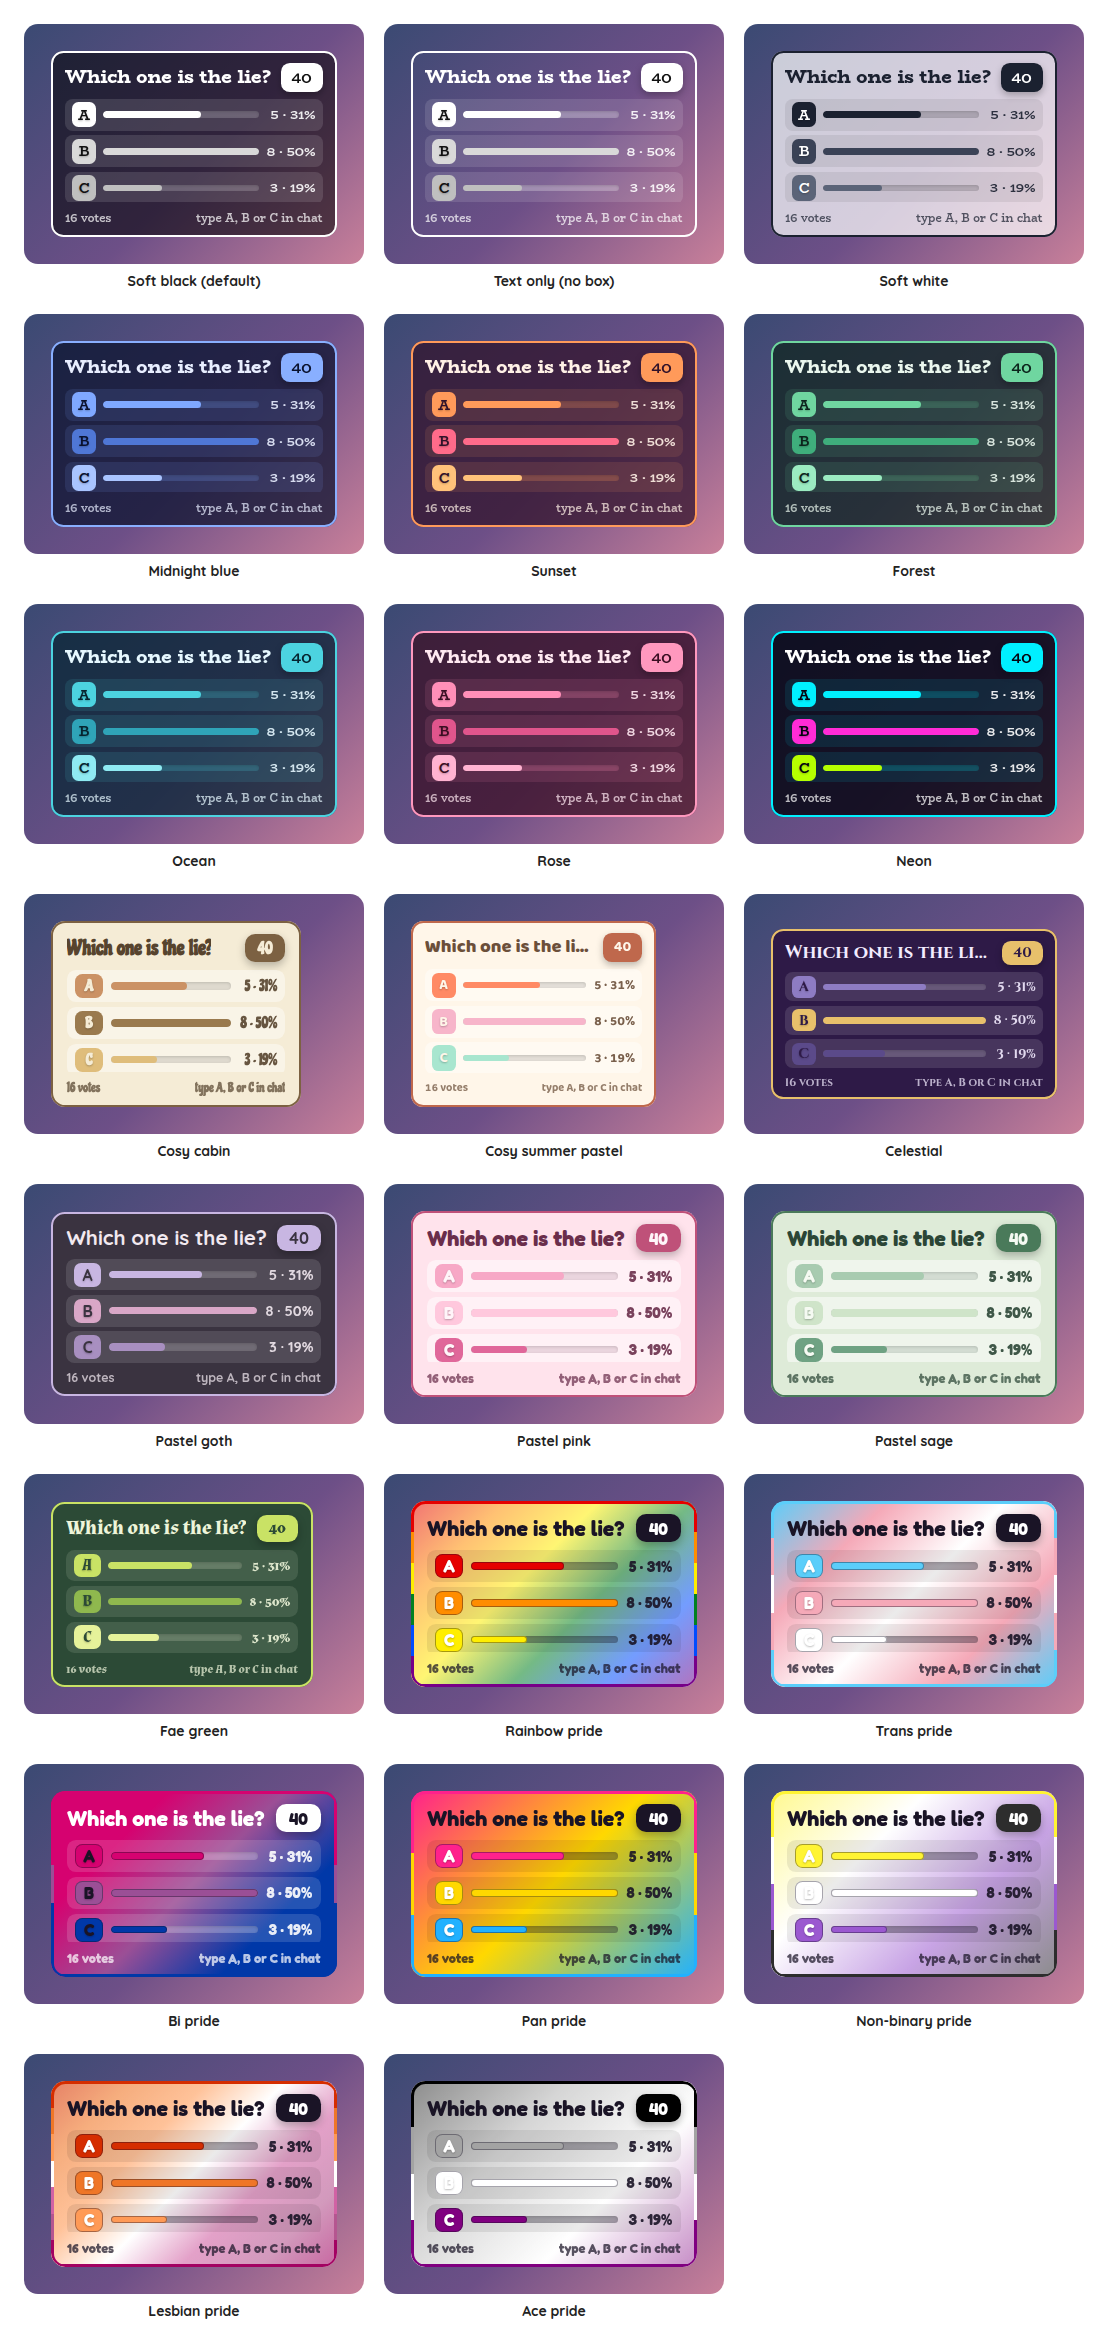 Which one is the lie? 40
A 5 · 31%
B 8 · 50%
C 3 · 19%
16 votes type A, B or C in chat
Soft black (default)
Which one is the lie? 40
A 5 · 31%
B 8 · 50%
C 3 · 19%
16 votes type A, B or C in chat
Text only (no box)
Which one is the lie? 40
A 5 · 31%
B 8 · 50%
C 3 · 19%
16 votes type A, B or C in chat
Soft white
Which one is the lie? 40
A 5 · 31%
B 8 · 50%
C 3 · 19%
16 votes type A, B or C in chat
Midnight blue
Which one is the lie? 40
A 5 · 31%
B 8 · 50%
C 3 · 19%
16 votes type A, B or C in chat
Sunset
Which one is the lie? 40
A 5 · 31%
B 8 · 50%
C 3 · 19%
16 votes type A, B or C in chat
Forest
Which one is the lie? 40
A 5 · 31%
B 8 · 50%
C 3 · 19%
16 votes type A, B or C in chat
Ocean
Which one is the lie? 40
A 5 · 31%
B 8 · 50%
C 3 · 19%
16 votes type A, B or C in chat
Rose
Which one is the lie? 40
A 5 · 31%
B 8 · 50%
C 3 · 19%
16 votes type A, B or C in chat
Neon
Which one is the lie? 40
A 5 · 31%
B 8 · 50%
C 3 · 19%
16 votes type A, B or C in chat
Cosy cabin
Which one is the li... 40
A 5 · 31%
B 8 · 50%
C 3 · 19%
16 votes type A, B or C in chat
Cosy summer pastel
Which one is the li... 40
A 5 · 31%
B 8 · 50%
C 3 · 19%
16 votes type A, B or C in chat
Celestial
Which one is the lie? 40
A 5 · 31%
B 8 · 50%
C 3 · 19%
16 votes type A, B or C in chat
Pastel goth
Which one is the lie? 40
A 5 · 31%
B 8 · 50%
C 3 · 19%
16 votes type A, B or C in chat
Pastel pink
Which one is the lie? 40
A 5 · 31%
B 8 · 50%
C 3 · 19%
16 votes type A, B or C in chat
Pastel sage
Which one is the lie? 40
A 5 · 31%
B 8 · 50%
C 3 · 19%
16 votes type A, B or C in chat
Fae green
Which one is the lie? 40
A 5 · 31%
B 8 · 50%
C 3 · 19%
16 votes type A, B or C in chat
Rainbow pride
Which one is the lie? 40
A 5 · 31%
B 8 · 50%
C 3 · 19%
16 votes type A, B or C in chat
Trans pride
Which one is the lie? 40
A 5 · 31%
B 8 · 50%
C 3 · 19%
16 votes type A, B or C in chat
Bi pride
Which one is the lie? 40
A 5 · 31%
B 8 · 50%
C 3 · 19%
16 votes type A, B or C in chat
Pan pride
Which one is the lie? 40
A 5 · 31%
B 8 · 50%
C 3 · 19%
16 votes type A, B or C in chat
Non-binary pride
Which one is the lie? 40
A 5 · 31%
B 8 · 50%
C 3 · 19%
16 votes type A, B or C in chat
Lesbian pride
Which one is the lie? 40
A 5 · 31%
B 8 · 50%
C 3 · 19%
16 votes type A, B or C in chat
Ace pride